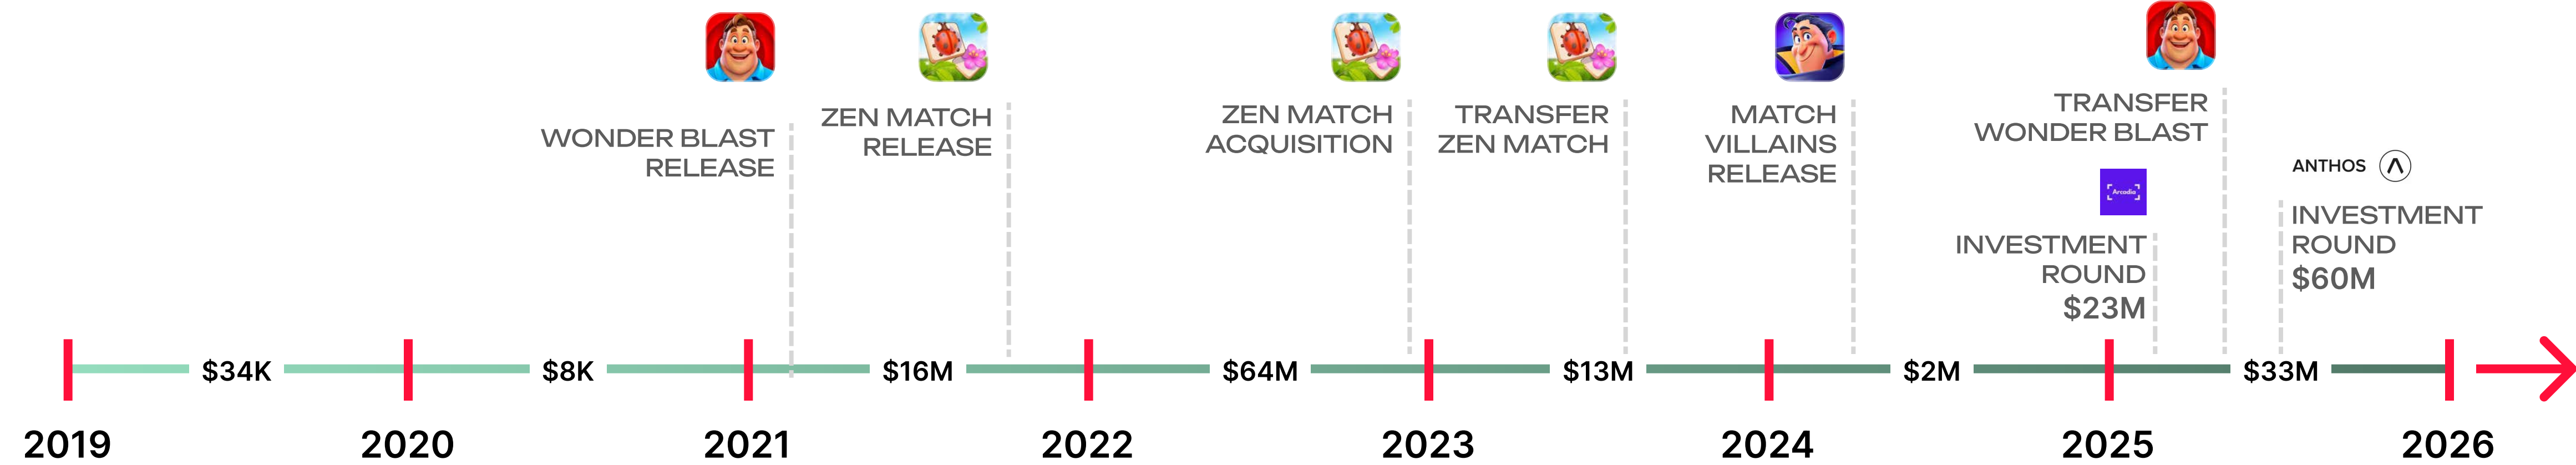 WONDER BLAST
RELEASE
ZEN MATCH
RELEASE
ZEN MATCH
ACQUISITION
TRANSFER
ZEN MATCH
MATCH
VILLAINS
RELEASE
TRANSFER
WONDER BLAST
Arcadia
INVESTMENT
ROUND
$23M
ANTHOS
INVESTMENT
ROUND
$60M
$34K
$8K
$16M
$64M
$13M
$2M
$33M
2019
2020
2021
2022
2023
2024
2025
2026